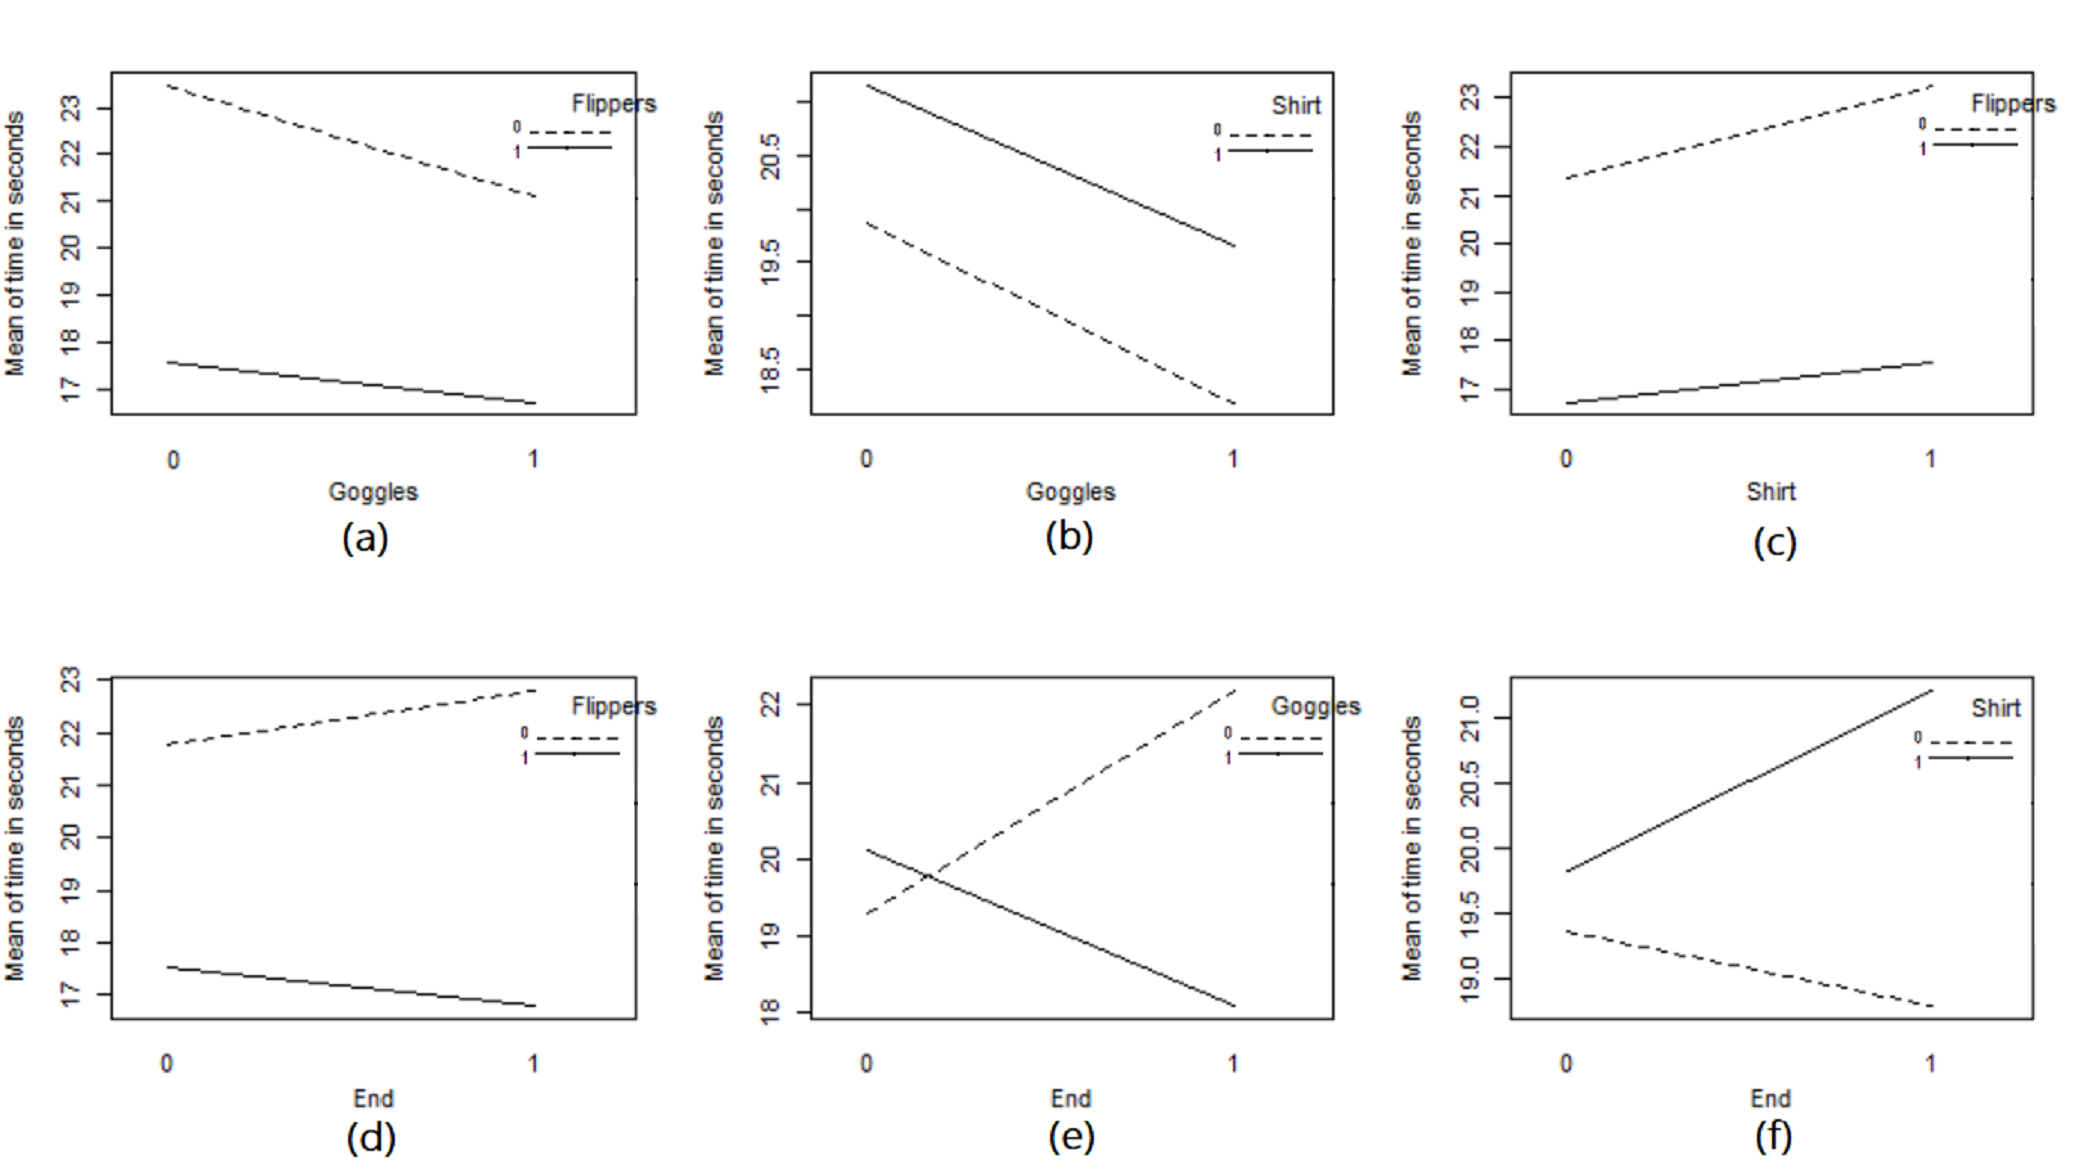 Mean of time in seconds
23
22
21
20
19
18
17
Flippers
0
1
0 1
Goggles
(a)
Mean of time in seconds
20.5
19.5
18.5
Shirt
0
1
0 1
Goggles
(b)
Mean of time in seconds
23
22
21
20
19
18
17
Flippers
0
1
0 1
Shirt
(c)
Mean of time in seconds
23
22
21
20
19
18
17
Flippers
0
1
0 1
End
(d)
Mean of time in seconds
22
21
20
19
18
Goggles
0
1
0 1
End
(e)
Mean of time in seconds
21.0
20.5
20.0
19.5
19.0
Shirt
0
1
0 1
End
(f)